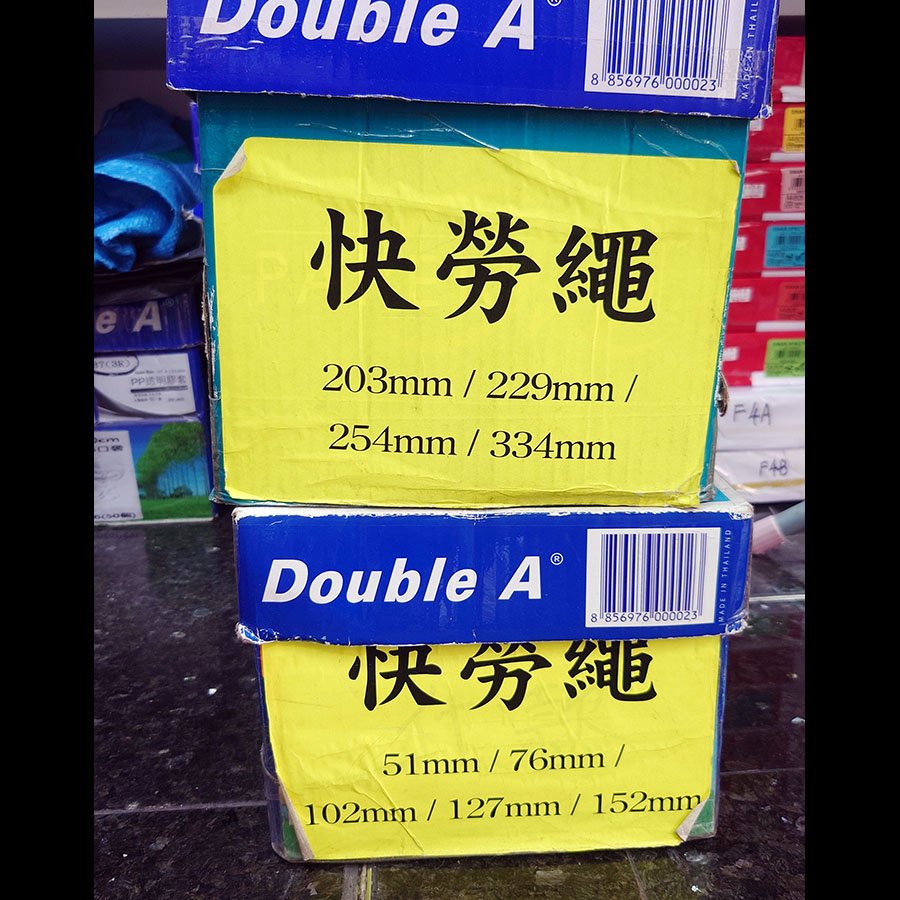 Double A®
8 856976 000023
MADE IN THAILAND
快勞繩
203mm / 229mm /
254mm / 334mm
Double A®
8 856976 000023
MADE IN THAILAND
快勞繩
51mm / 76mm /
102mm / 127mm / 152mm
e A®
(3R)
PP透明膠套
F4A
F4B